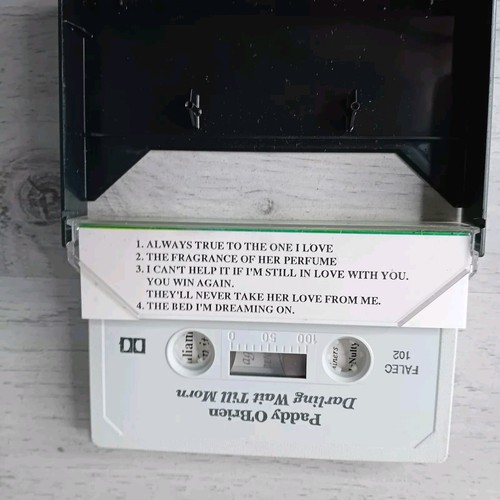 1. ALWAYS TRUE TO THE ONE I LOVE
2. THE FRAGRANCE OF HER PERFUME
3. I CAN'T HELP IT IF I'M STILL IN LOVE WITH YOU.
YOU WIN AGAIN.
THEY'LL NEVER TAKE HER LOVE FROM ME.
4. THE BED I'M DREAMING ON.
Paddy O'Brien
Darling Wait Till Morn
FALEC
102
100 50 0